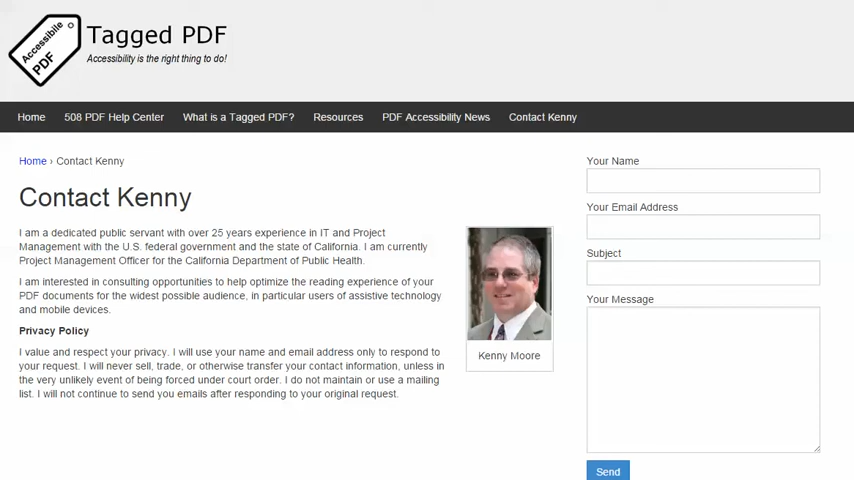 Accessibile
PDF
Tagged PDF
Accessibility is the right thing to do!
Home
508 PDF Help Center
What is a Tagged PDF?
Resources
PDF Accessibility News
Contact Kenny
Home › Contact Kenny
Contact Kenny
I am a dedicated public servant with over 25 years experience in IT and Project
Management with the U.S. federal government and the state of California. I am currently
Project Management Officer for the California Department of Public Health.
I am interested in consulting opportunities to help optimize the reading experience of your
PDF documents for the widest possible audience, in particular users of assistive technology
and mobile devices.
Privacy Policy
I value and respect your privacy. I will use your name and email address only to respond to
your request. I will never sell, trade, or otherwise transfer your contact information, unless in
the very unlikely event of being forced under court order. I do not maintain or use a mailing
list. I will not continue to send you emails after responding to your original request.
Kenny Moore
Your Name
Your Email Address
Subject
Your Message
Send